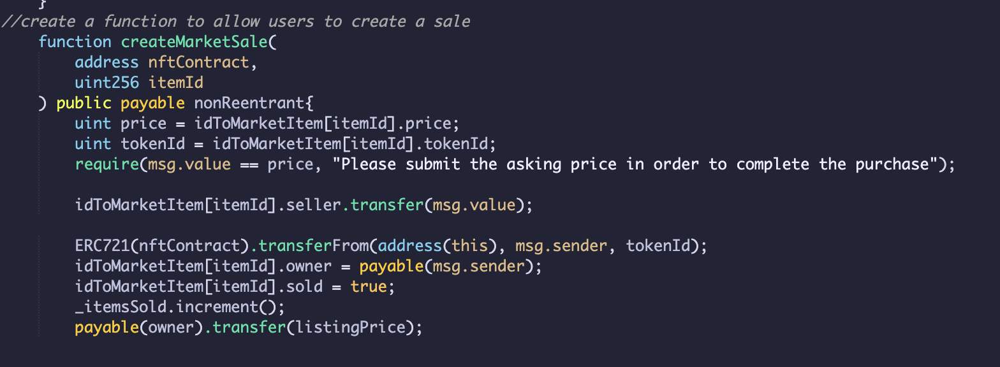 }
//create a function to allow users to create a sale
function createMarketSale(
address nftContract,
uint256 itemId
) public payable nonReentrant{
uint price = idToMarketItem[itemId].price;
uint tokenId = idToMarketItem[itemId].tokenId;
require(msg.value == price, "Please submit the asking price in order to complete the purchase");
idToMarketItem[itemId].seller.transfer(msg.value);
ERC721(nftContract).transferFrom(address(this), msg.sender, tokenId);
idToMarketItem[itemId].owner = payable(msg.sender);
idToMarketItem[itemId].sold = true;
_itemsSold.increment();
payable(owner).transfer(listingPrice);